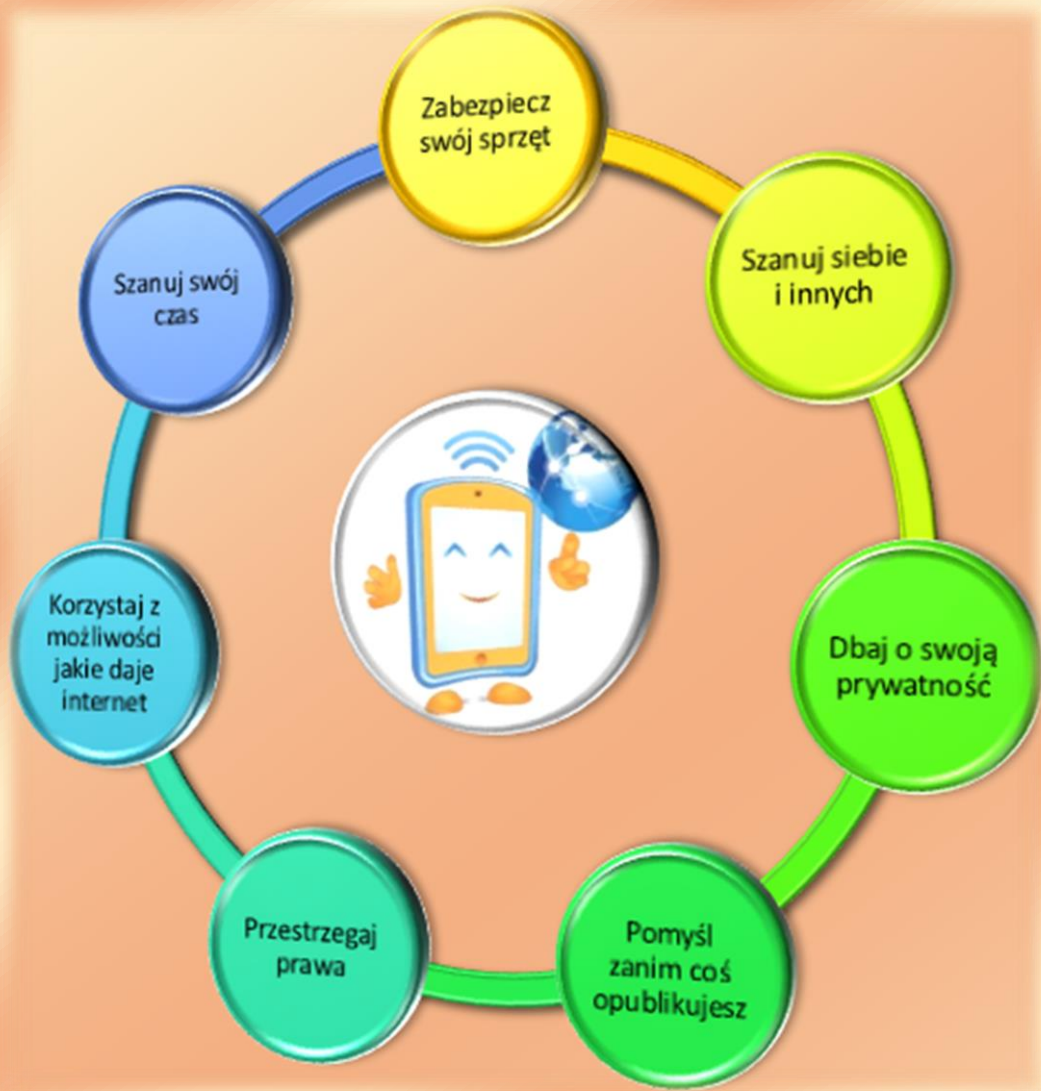 Zabezpiecz
swój sprzęt
Szanuj siebie
i innych
Dbaj o swoją
prywatność
Pomyśl
zanim coś
opublikujesz
Przestrzegaj
prawa
Korzystaj z
możliwości
jakie daje
internet
Szanuj swój
czas